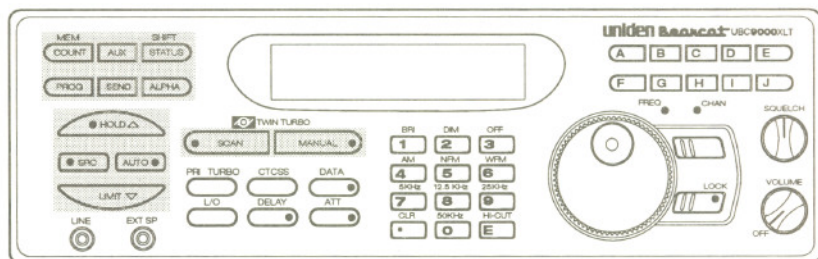 uniden Bearcat UBC9000XLT
MEM SHIFT
COUNT AUX STATUS
PROG SEND ALPHA
A B C D E
F G H I J
FREQ CHAN
SQUELCH
HOLD
TWIN TURBO
SCAN MANUAL
SRC AUTO
LIMIT
PRI TURBO CTCSS DATA
L/O DELAY ATT
LINE EXT SP
BRI DIM OFF
1 2 3
AM NFM WFM
4 5 6
5KHz 12.5 KHz 25KHz
7 8 9
CLR 50KHz HI-CUT
. 0 E
LOCK
VOLUME
OFF